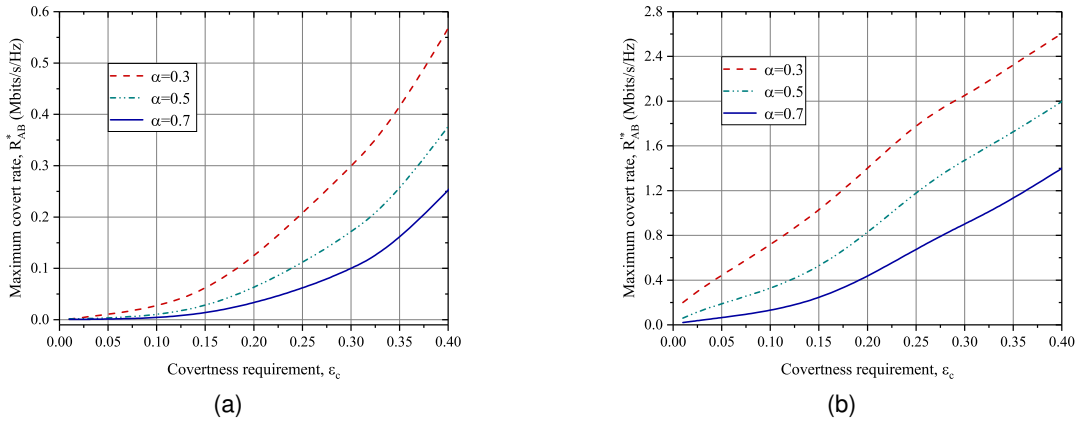 0.6
0.5
0.4
0.3
0.2
0.1
0.0
Maximum covert rate, R*AB (Mbits/s/Hz)
α=0.3
α=0.5
α=0.7
0.00 0.05 0.10 0.15 0.20 0.25 0.30 0.35 0.40
Covertness requirement, εc
(a)
2.8
2.4
2.0
1.6
1.2
0.8
0.4
0.0
Maximum covert rate, R'*AB (Mbits/s/Hz)
α=0.3
α=0.5
α=0.7
0.00 0.05 0.10 0.15 0.20 0.25 0.30 0.35 0.40
Covertness requirement, εc
(b)